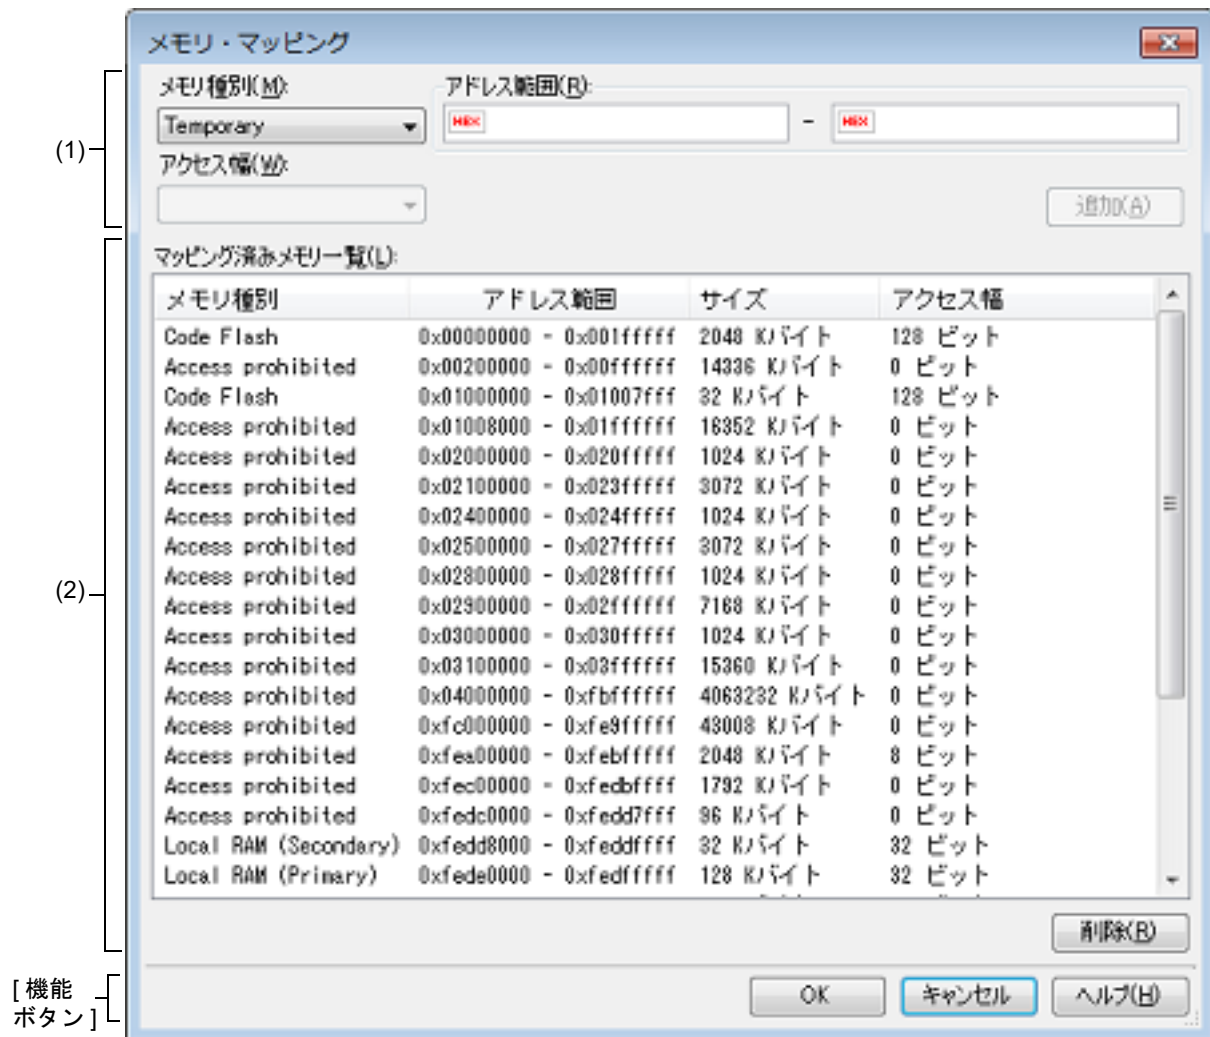 メモリ・マッピング
メモリ種別(M):
アドレス範囲(R):
Temporary
HEX - HEX
(1)
アクセス幅(W):
追加(A)
マッピング済みメモリ一覧(L):
メモリ種別 アドレス範囲 サイズ アクセス幅
Code Flash 0x00000000 - 0x001fffff 2048 Kバイト 128 ビット
Access prohibited 0x00200000 - 0x00ffffff 14336 Kバイト 0 ビット
Code Flash 0x01000000 - 0x01007fff 32 Kバイト 128 ビット
Access prohibited 0x01008000 - 0x01ffffff 16352 Kバイト 0 ビット
Access prohibited 0x02000000 - 0x020fffff 1024 Kバイト 0 ビット
Access prohibited 0x02100000 - 0x023fffff 3072 Kバイト 0 ビット
Access prohibited 0x02400000 - 0x024fffff 1024 Kバイト 0 ビット
Access prohibited 0x02500000 - 0x027fffff 3072 Kバイト 0 ビット
(2)
Access prohibited 0x02800000 - 0x028fffff 1024 Kバイト 0 ビット
Access prohibited 0x02900000 - 0x02ffffff 7168 Kバイト 0 ビット
Access prohibited 0x03000000 - 0x030fffff 1024 Kバイト 0 ビット
Access prohibited 0x03100000 - 0x03ffffff 15360 Kバイト 0 ビット
Access prohibited 0x04000000 - 0xfbffffff 4063232 Kバイト 0 ビット
Access prohibited 0xfc000000 - 0xfe9fffff 43008 Kバイト 0 ビット
Access prohibited 0xfea00000 - 0xfebfffff 2048 Kバイト 8 ビット
Access prohibited 0xfec00000 - 0xfedbffff 1792 Kバイト 0 ビット
Access prohibited 0xfedc0000 - 0xfedd7fff 96 Kバイト 0 ビット
Local RAM (Secondary) 0xfedd8000 - 0xfeddffff 32 Kバイト 32 ビット
Local RAM (Primary) 0xfede0000 - 0xfedfffff 128 Kバイト 32 ビット
削除(R)
[ 機能
ボタン ]
OK キャンセル ヘルプ(H)